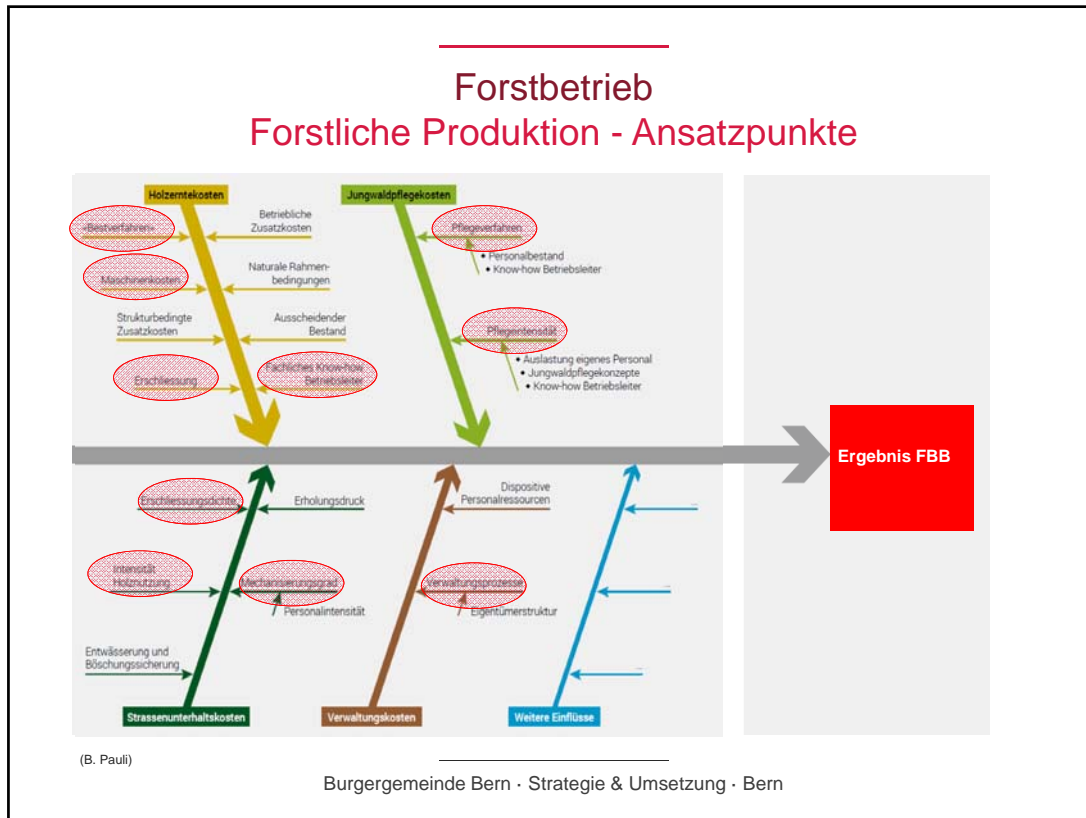 Forstbetrieb
Forstliche Produktion - Ansatzpunkte
Holzerntekosten
«Bestverfahren»
Betriebliche
Zusatzkosten
Maschinenkosten
Naturale Rahmen-
bedingungen
Strukturbedingte
Zusatzkosten
Ausscheidender
Bestand
Erschliessung
Fachliches Know-how
Betriebsleiter
Jungwaldpflegekosten
Pflegeverfahren
• Personalbestand
• Know-how Betriebsleiter
Pflegeintensität
• Auslastung eigenes Personal
• Jungwaldpflegekonzepte
• Know-how Betriebsleiter
Ergebnis FBB
Erschliessungsdichte
Erholungsdruck
Intensität
Holznutzung
Mechanisierungsgrad
Personalintensität
Entwässerung und
Böschungssicherung
Strassenunterhaltskosten
Dispositive
Personalressourcen
Verwaltungsprozesse
Eigentümerstruktur
Verwaltungskosten
...
...
...
Weitere Einflüsse
(B. Pauli)
Burgergemeinde Bern · Strategie & Umsetzung · Bern